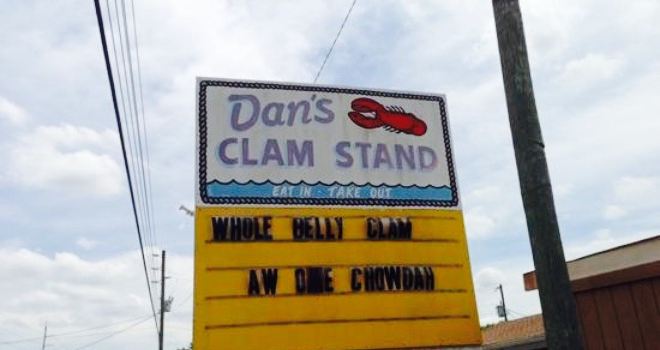 Dan's
CLAM STAND
EAT IN - TAKE OUT
WHOLE BELLY CLAM
AW OME CHOWDAH